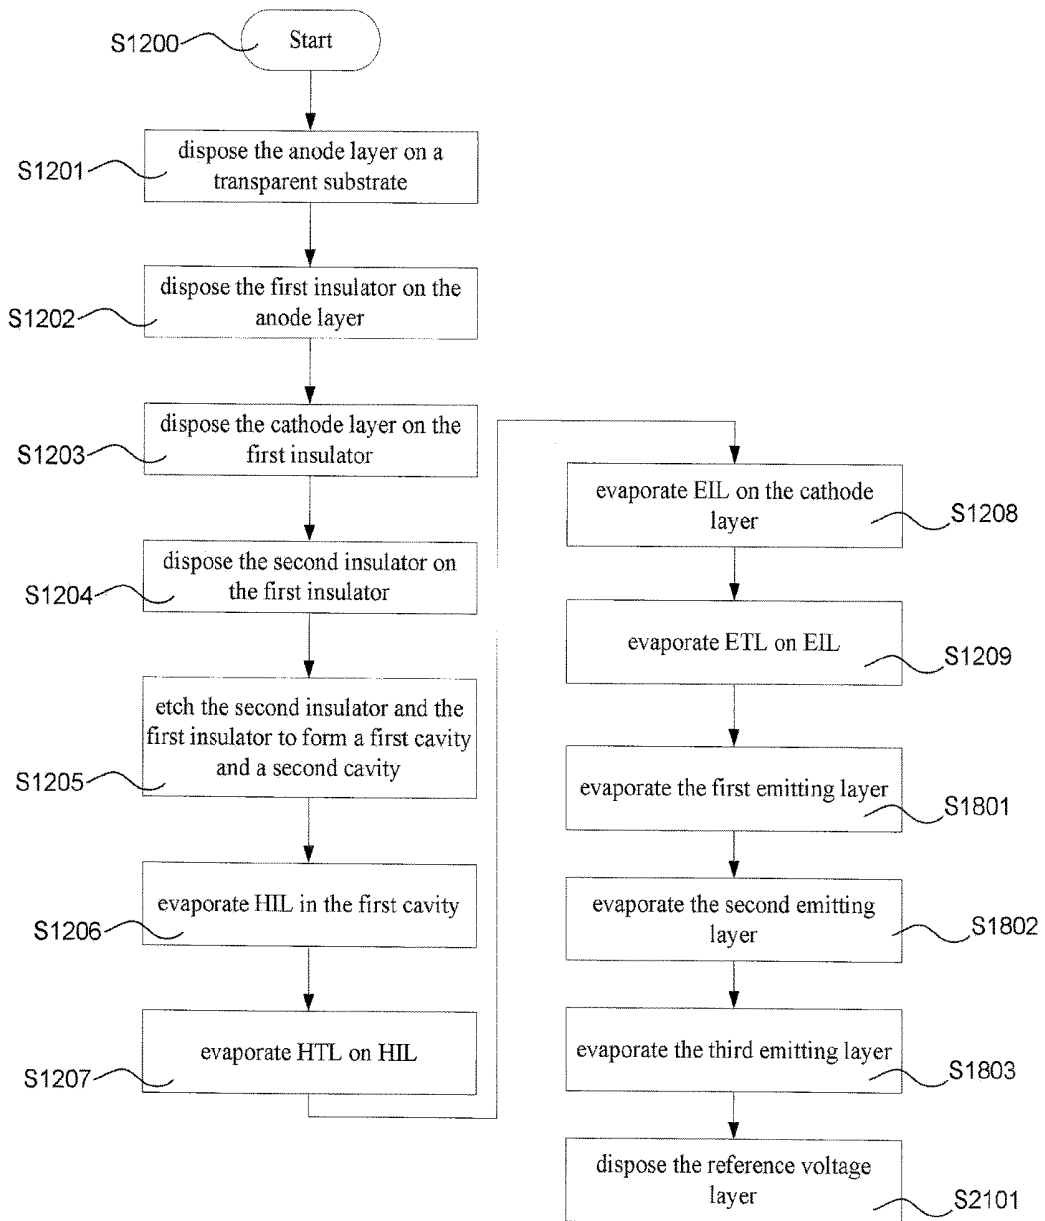 S1200
Start
S1201
dispose the anode layer on a
transparent substrate
S1202
dispose the first insulator on the
anode layer
S1203
dispose the cathode layer on the
first insulator
S1204
dispose the second insulator on
the first insulator
S1205
etch the second insulator and the
first insulator to form a first cavity
and a second cavity
S1206
evaporate HIL in the first cavity
S1207
evaporate HTL on HIL
evaporate EIL on the cathode
layer
S1208
evaporate ETL on EIL
S1209
evaporate the first emitting layer
S1801
evaporate the second emitting
layer
S1802
evaporate the third emitting layer
S1803
dispose the reference voltage
layer
S2101